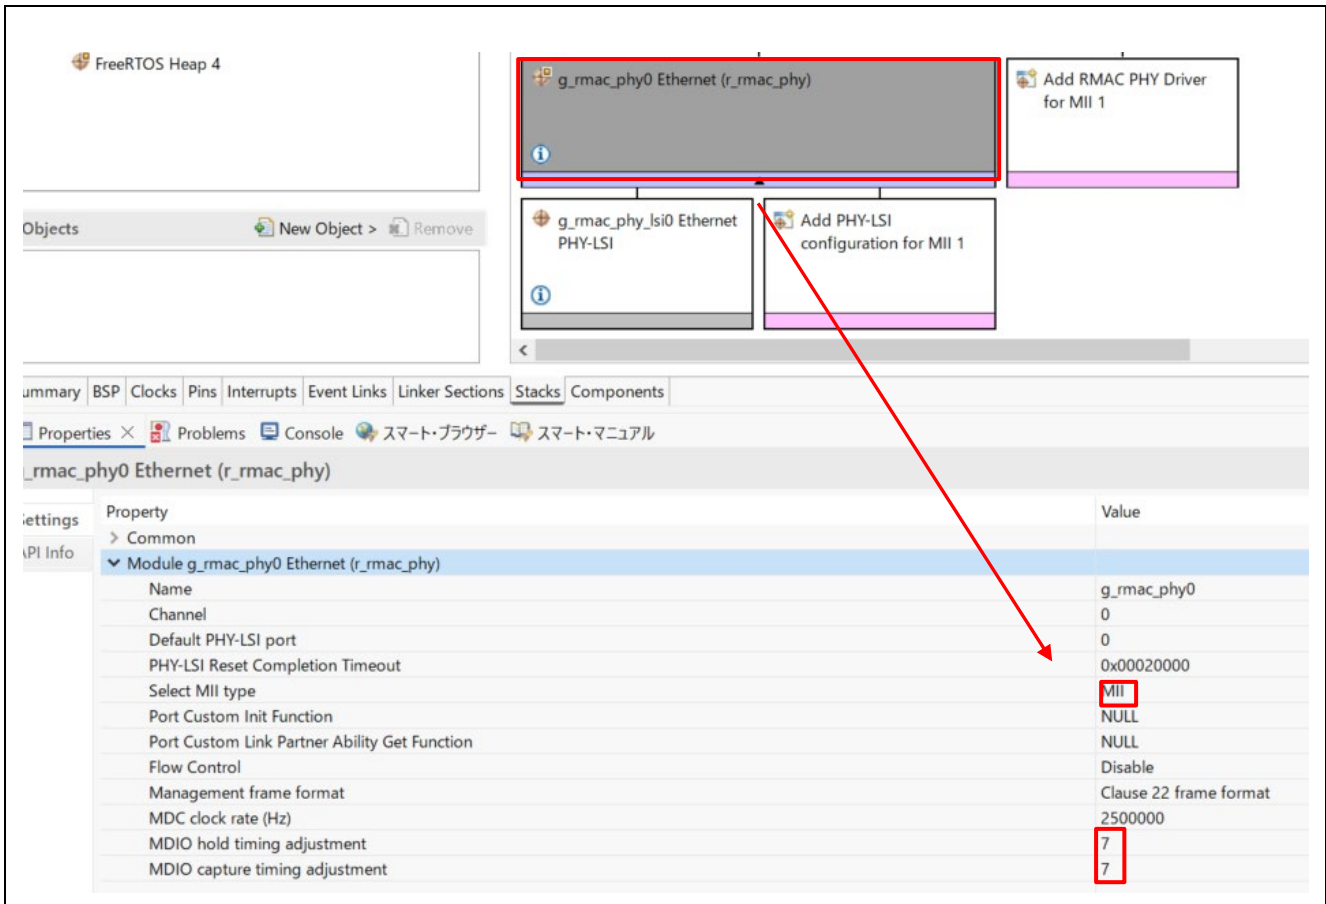 FreeRTOS Heap 4
g_rmac_phy0 Ethernet (r_rmac_phy)
Add RMAC PHY Driver
for MII 1
Objects
New Object >
Remove
g_rmac_phy_lsi0 Ethernet
PHY-LSI
Add PHY-LSI
configuration for MII 1
ummary BSP Clocks Pins Interrupts Event Links Linker Sections Stacks Components
Properties Problems Console スマート・ブラウザー スマート・マニュアル
_rmac_phy0 Ethernet (r_rmac_phy)
ettings
API Info
Property Value
Common
Module g_rmac_phy0 Ethernet (r_rmac_phy)
Name g_rmac_phy0
Channel 0
Default PHY-LSI port 0
PHY-LSI Reset Completion Timeout 0x00020000
Select MII type MII
Port Custom Init Function NULL
Port Custom Link Partner Ability Get Function NULL
Flow Control Disable
Management frame format Clause 22 frame format
MDC clock rate (Hz) 2500000
MDIO hold timing adjustment 7
MDIO capture timing adjustment 7